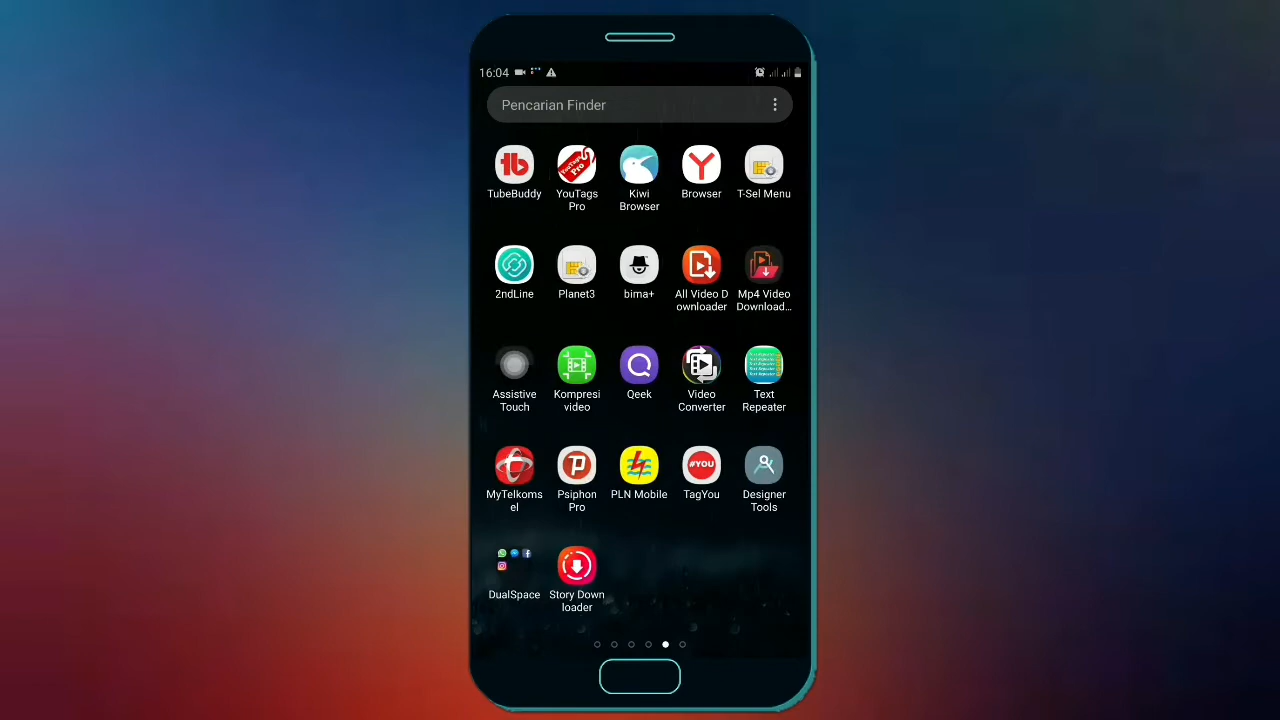 16:04
Pencarian Finder
TubeBuddy
YouTags
Pro
Kiwi
Browser
Browser
T-Sel Menu
2ndLine
Planet3
bima+
All Video D
ownloader
Mp4 Video
Download...
Assistive
Touch
Kompresi
video
Qeek
Video
Converter
Text
Repeater
MyTelkoms
el
Psiphon
Pro
PLN Mobile
#YOU
TagYou
Designer
Tools
DualSpace
Story Down
loader